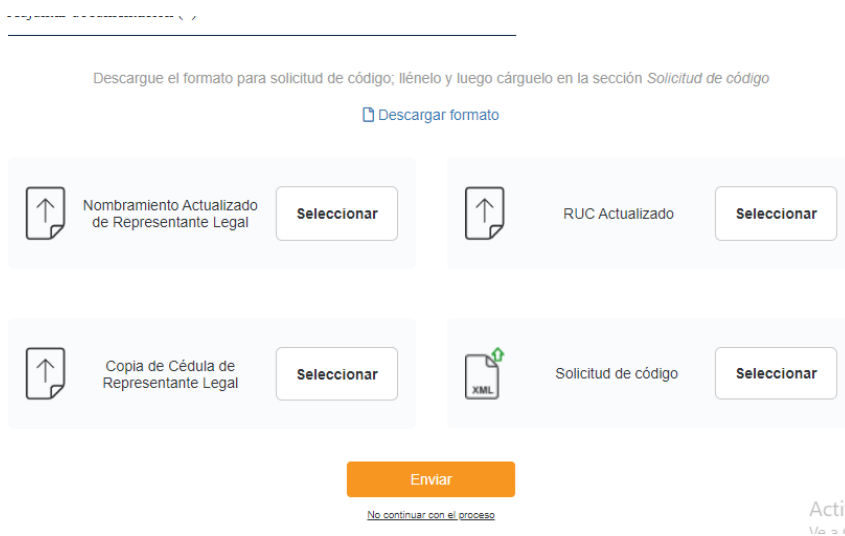 Descargue el formato para solicitud de código; llénelo y luego cárguelo en la sección Solicitud de código
Descargar formato
Nombramiento Actualizado
de Representante Legal
Seleccionar
RUC Actualizado
Seleccionar
Copia de Cédula de
Representante Legal
Seleccionar
XML
Solicitud de código
Seleccionar
Enviar
No continuar con el proceso
Acti